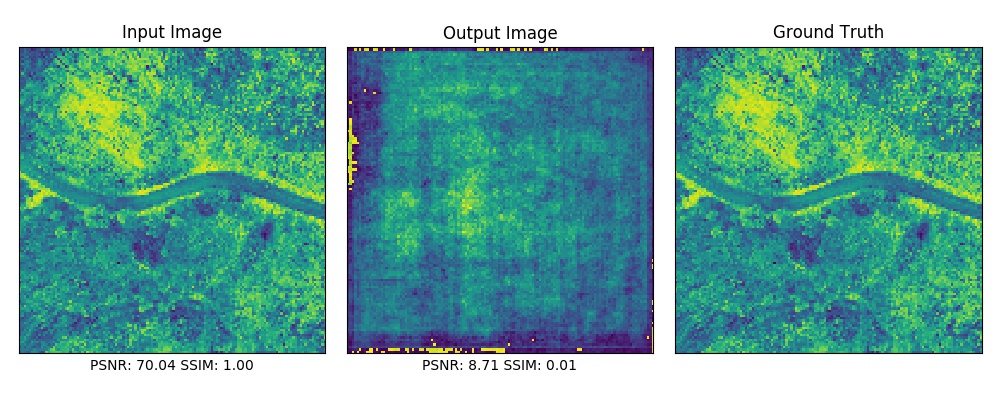 Input Image
Output Image
Ground Truth
PSNR: 70.04 SSIM: 1.00
PSNR: 8.71 SSIM: 0.01